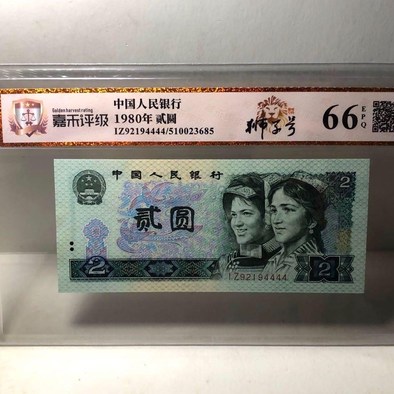 Golden harvest rating
嘉禾评级
中国人民银行
1980年 贰圆
IZ92194444/510023685
狮子号
66
EPQ
中国人民银行
2
贰圆
2
2
IZ92194444